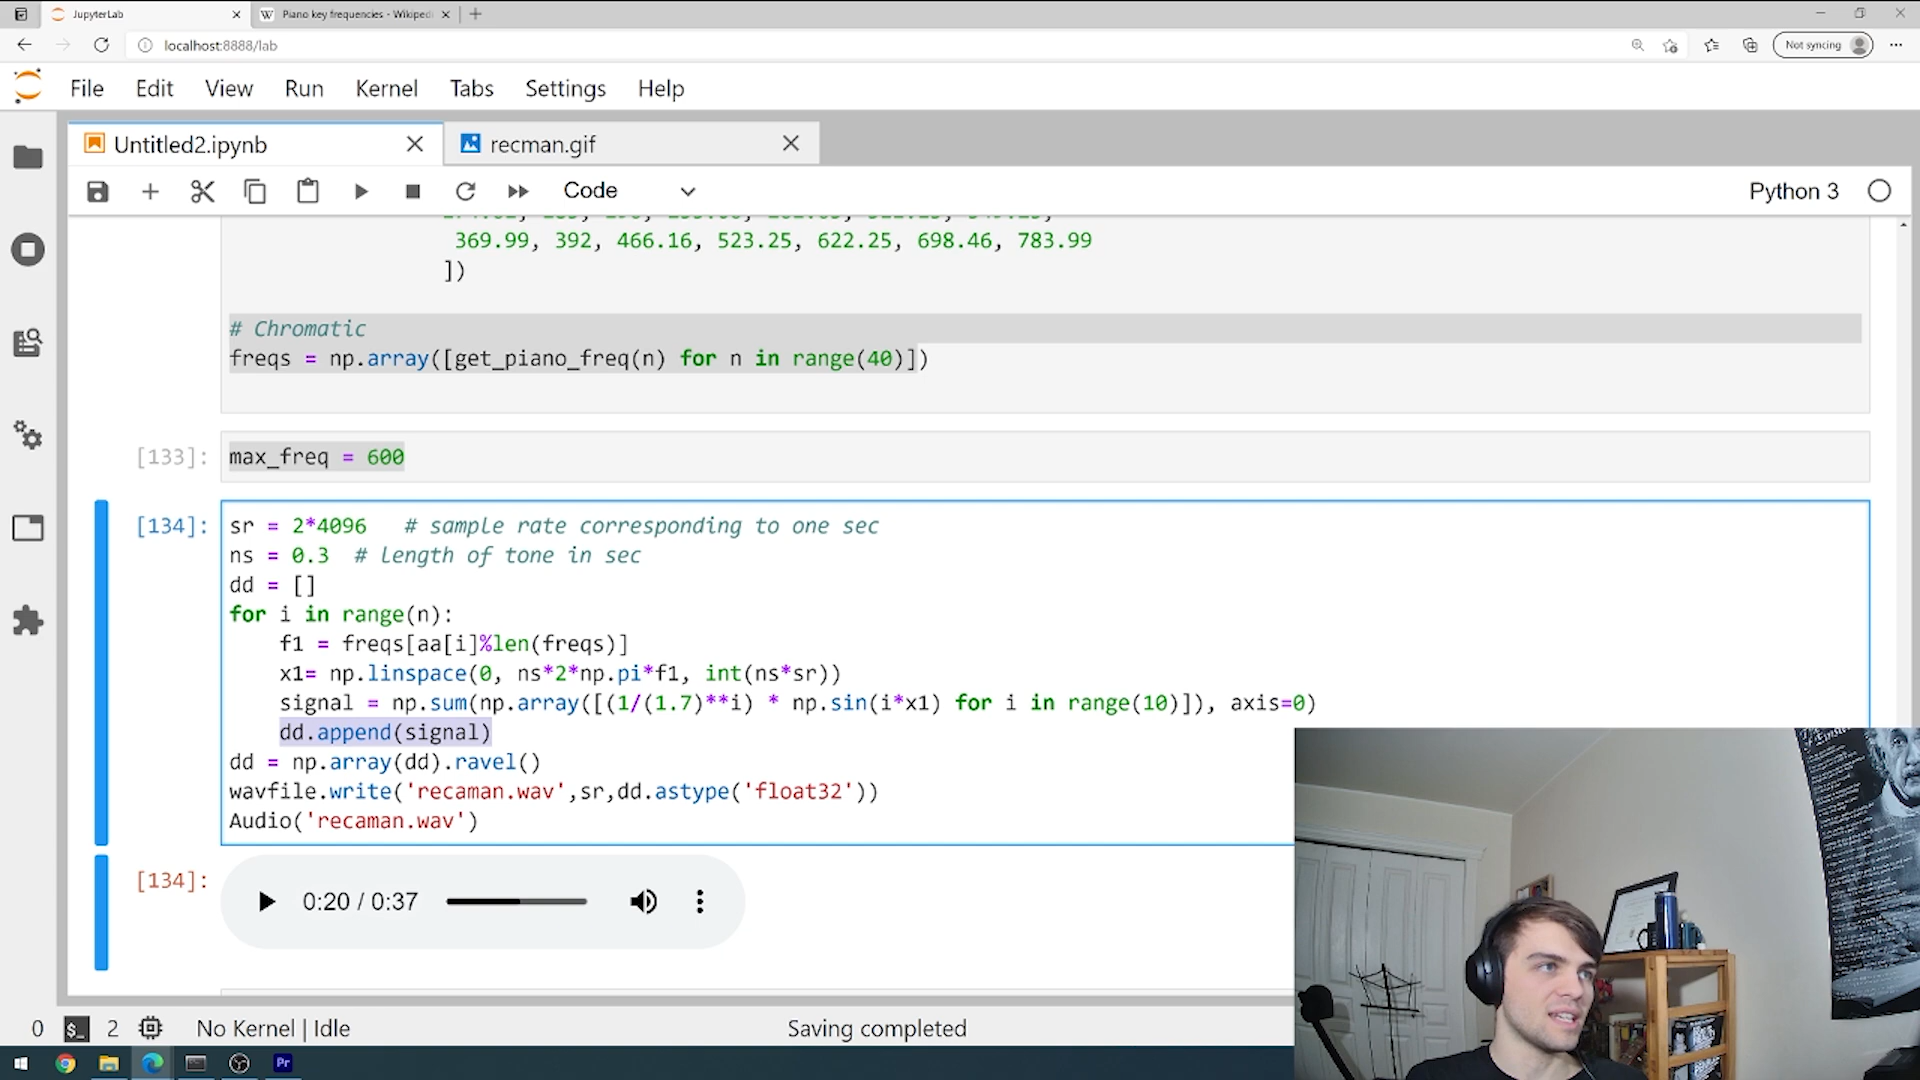 JupyterLab
Piano key frequencies - Wikiped
localhost:8888/lab
Not syncing
File Edit View Run Kernel Tabs Settings Help
Untitled2.ipynb
recman.gif
Code
Python 3
369.99, 392, 466.16, 523.25, 622.25, 698.46, 783.99
])
# Chromatic
freqs = np.array([get_piano_freq(n) for n in range(40)])
[133]: max_freq = 600
[134]: sr = 2*4096 # sample rate corresponding to one sec
ns = 0.3 # Length of tone in sec
dd = []
for i in range(n):
f1 = freqs[aa[i]%len(freqs)]
x1= np.linspace(0, ns*2*np.pi*f1, int(ns*sr))
signal = np.sum(np.array([(1/(1.7)**i) * np.sin(i*x1) for i in range(10)]), axis=0)
dd.append(signal)
dd = np.array(dd).ravel()
wavfile.write('recaman.wav',sr,dd.astype('float32'))
Audio('recaman.wav')
[134]: 0:20 / 0:37
0 $_ 2 No Kernel | Idle Saving completed
Pr